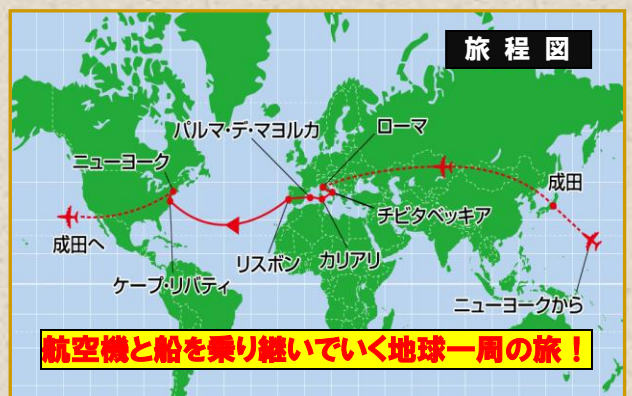 旅程図
パルマ・デ・マヨルカ
ローマ
ニューヨーク
成田
チビタベッキア
成田へ
リスボン
カリアリ
ケープ・リバティ
ニューヨークから
航空機と船を乗り継いでいく地球一周の旅！